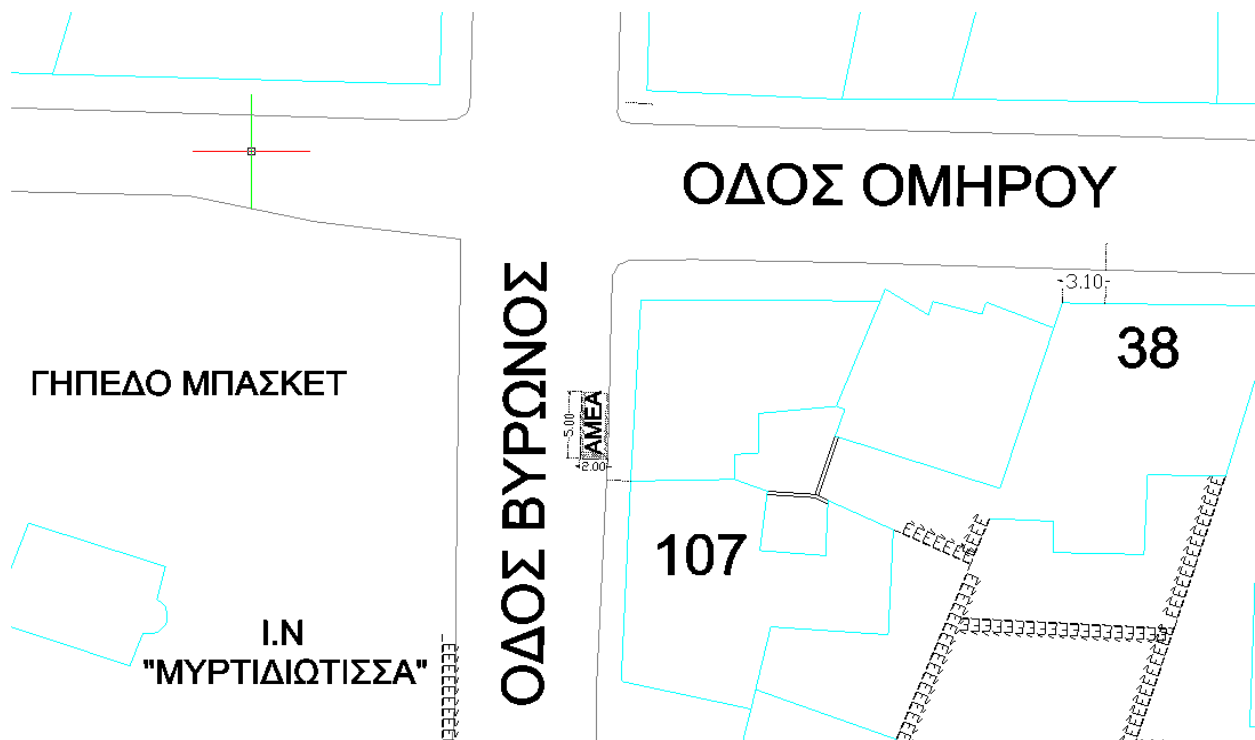 ΟΔΟΣ ΟΜΗΡΟΥ
3.10
38
ΟΔΟΣ ΒΥΡΩΝΟΣ
ΓΗΠΕΔΟ ΜΠΑΣΚΕΤ
5.00
ΑΜΕΑ
2.00
107
Ι.Ν
"ΜΥΡΤΙΔΙΩΤΙΣΣΑ"